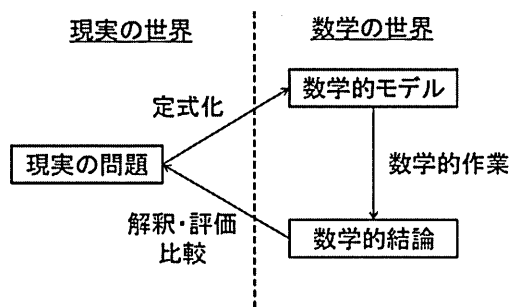 現実の世界
数学の世界
定式化
数学的モデル
現実の問題
数学的作業
解釈・評価
比較
数学的結論